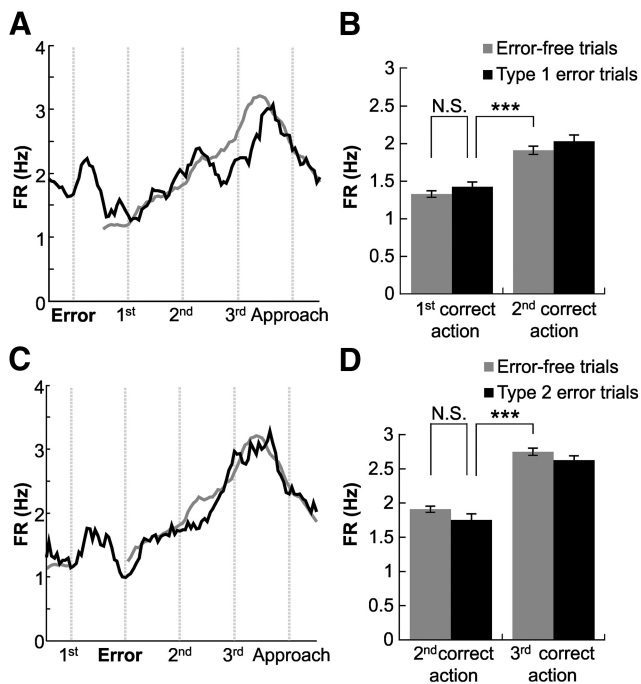 A
FR (Hz)
4
3
2
1
0
Error 1st 2nd 3rd Approach
B
Error-free trials
Type 1 error trials
FR (Hz)
3
2.5
2
1.5
1
0.5
0
N.S. ***
1st correct action
2nd correct action
C
FR (Hz)
4
3
2
1
0
1st Error 2nd 3rd Approach
D
Error-free trials
Type 2 error trials
FR (Hz)
3
2.5
2
1.5
1
0.5
0
N.S. ***
2nd correct action
3rd correct action